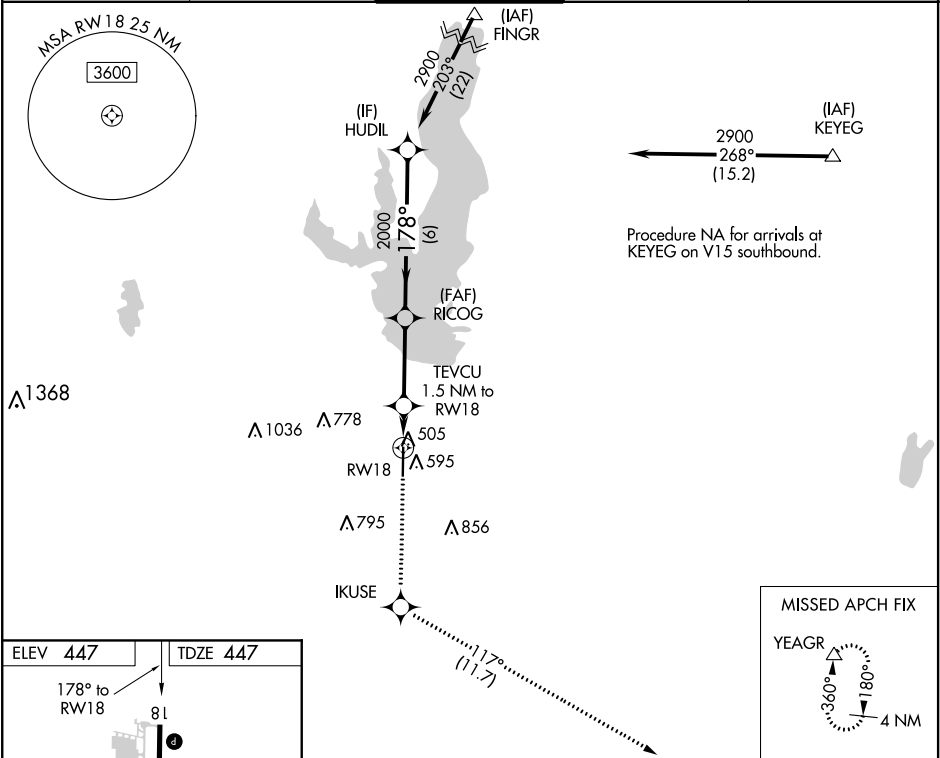 MSA RW18 25 NM
3600
(IAF)
FINGR
2900
203°
(22)
(IF)
HUDIL
(IAF)
KEYEG
2900
268°
(15.2)
Procedure NA for arrivals at
KEYEG on V15 southbound.
2000
178°
(6)
(FAF)
RICOG
TEVCU
1.5 NM to
RW18
1368
1036
778
505
595
RW18
795
856
IKUSE
117°
(11.7)
MISSED APCH FIX
YEAGR
360°
180°
4 NM
ELEV 447
TDZE 447
178° to
RW18
18
P